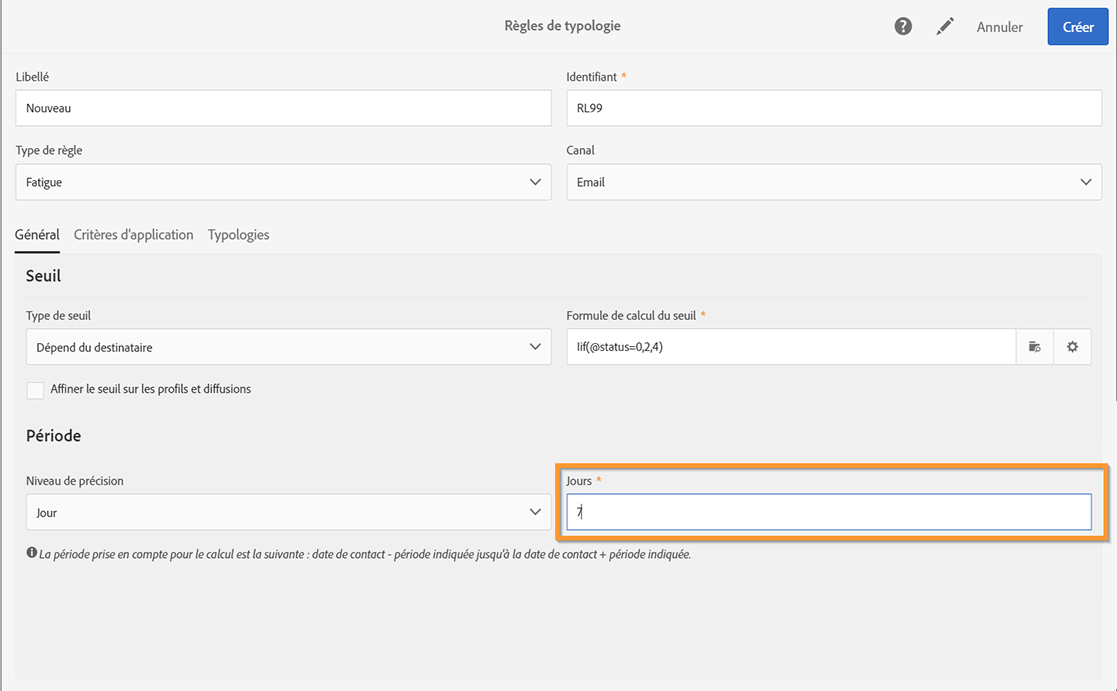 Règles de typologie
Annuler
Créer
Libellé
Identifiant *
Nouveau
RL99
Type de règle
Canal
Fatigue
Email
Général
Critères d'application
Typologies
Seuil
Type de seuil
Formule de calcul du seuil *
Dépend du destinataire
Iif(@status=0,2,4)
Affiner le seuil sur les profils et diffusions
Période
Niveau de précision
Jours *
Jour
7
La période prise en compte pour le calcul est la suivante : date de contact - période indiquée jusqu'à la date de contact + période indiquée.